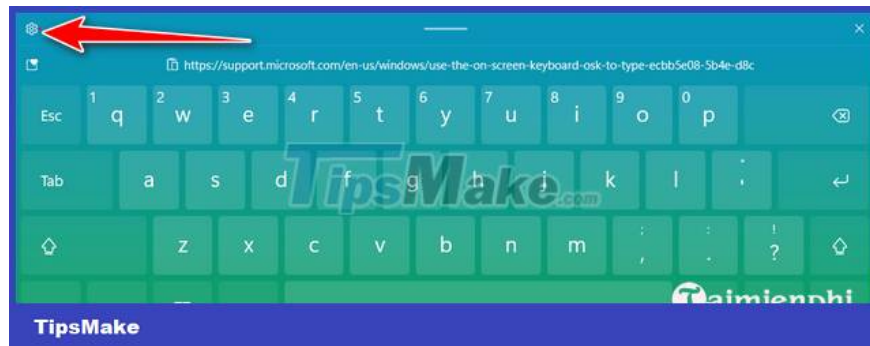 https://support.microsoft.com/en-us/windows/use-the-on-screen-keyboard-osk-to-type-ecbb5e08-5b4e-d8c
Esc 1 q 2 w 3 e 4 r 5 t 6 y 7 u 8 i 9 o 0 p
Tab a s d f g h j k l " '
TipsMake.com
z x c v b n m ; , : . ! ?
Taimienphi
TipsMake